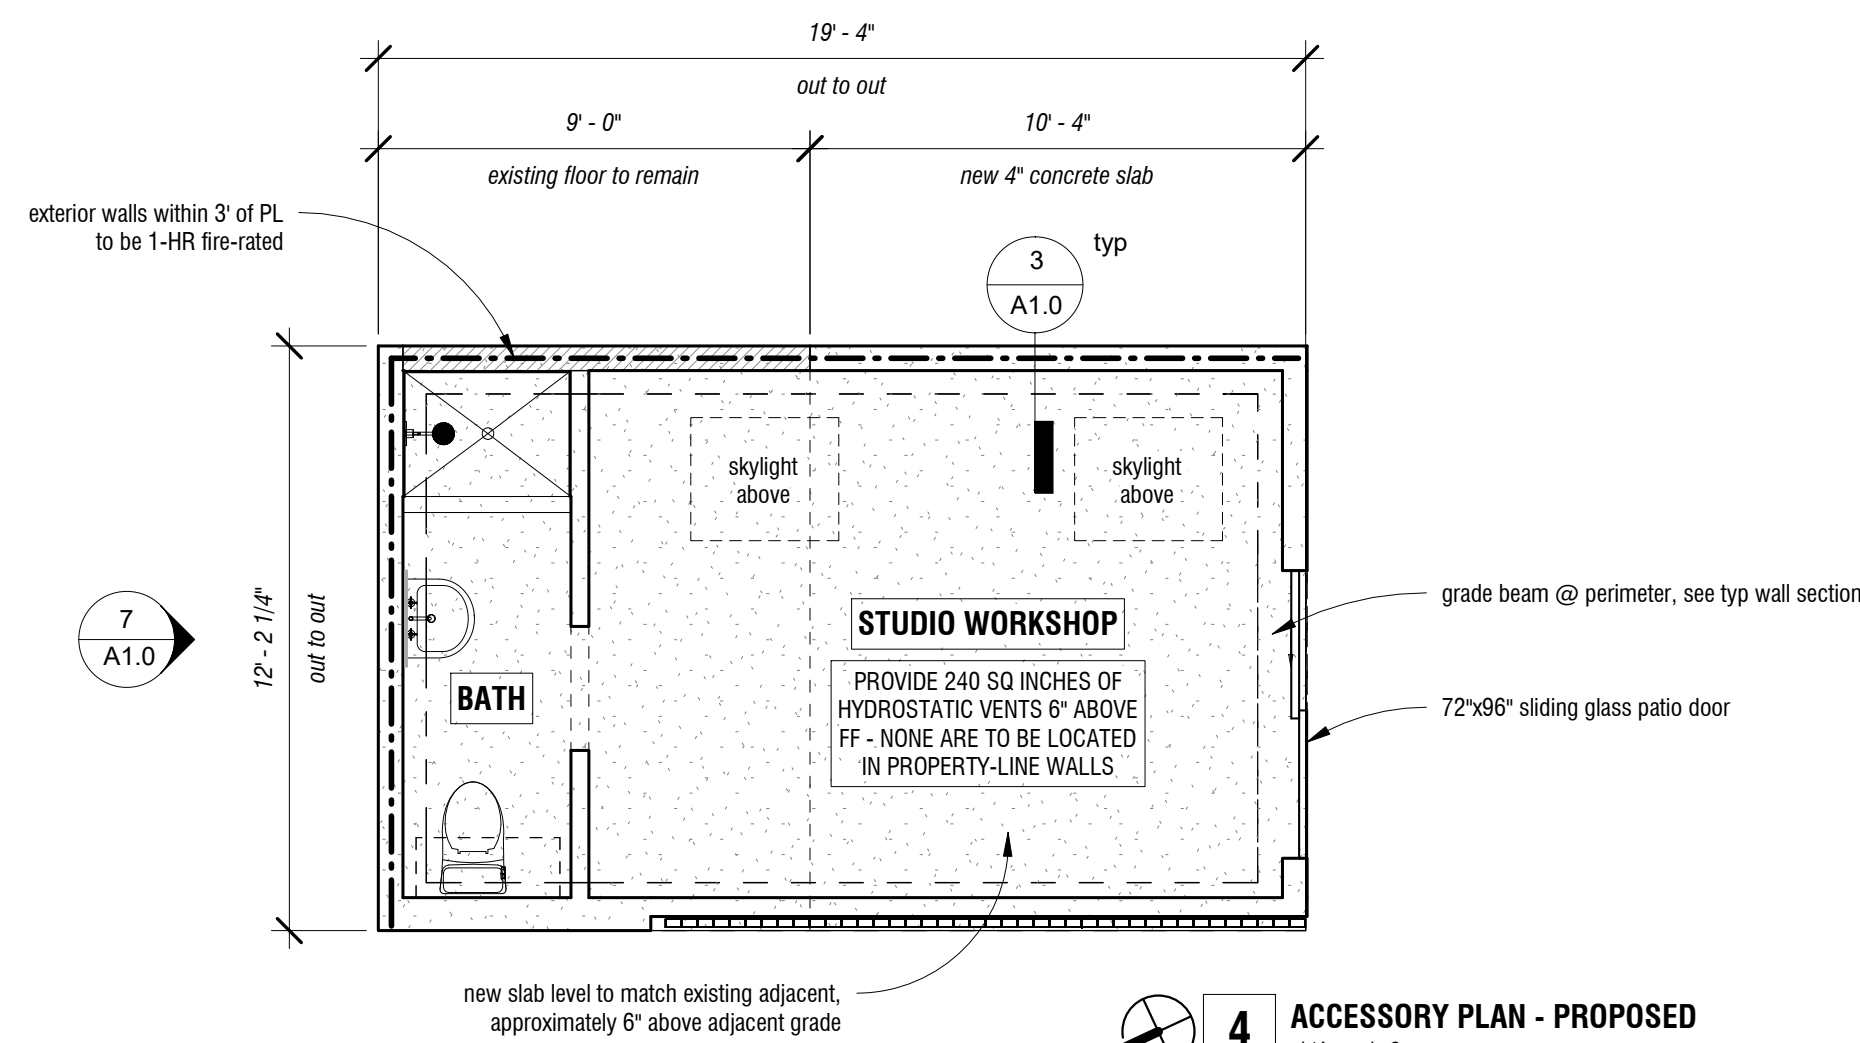 19' - 4"
out to out
9' - 0"
10' - 4"
existing floor to remain
new 4" concrete slab
exterior walls within 3' of PL
to be 1-HR fire-rated
3
A1.0
typ
skylight
above
skylight
above
12' - 2 1/4"
out to out
7
A1.0
grade beam @ perimeter, see typ wall section
STUDIO WORKSHOP
BATH
PROVIDE 240 SQ INCHES OF
HYDROSTATIC VENTS 6" ABOVE
FF - NONE ARE TO BE LOCATED
IN PROPERTY-LINE WALLS
72"x96" sliding glass patio door
new slab level to match existing adjacent,
approximately 6" above adjacent grade
4
ACCESSORY PLAN - PROPOSED